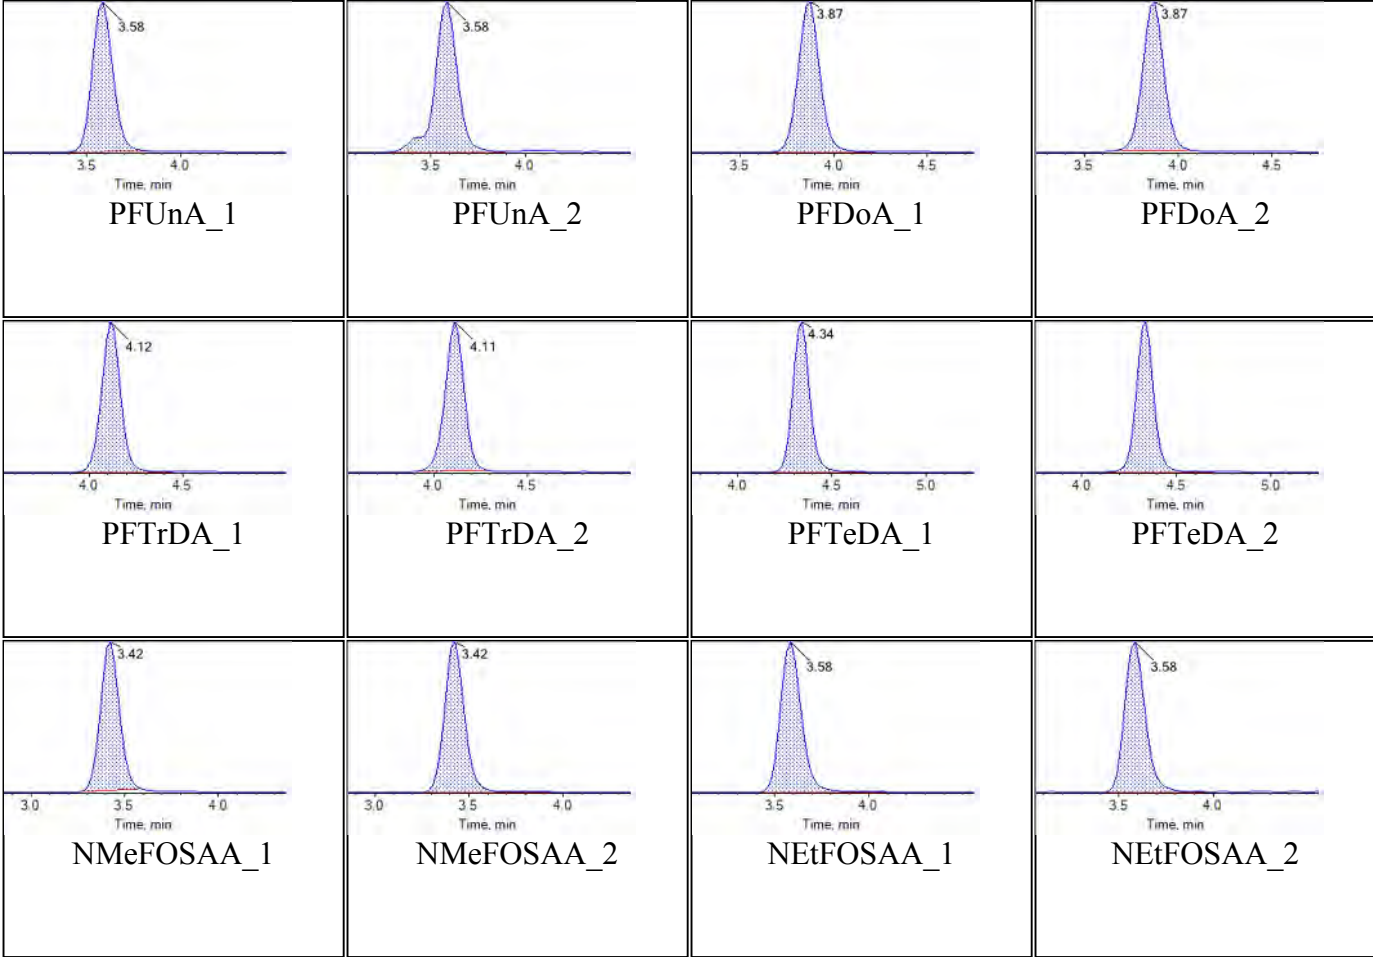 3.58
3.58
3.87
3.87
3.5 4.0
3.5 4.0
3.5 4.0 4.5
3.5 4.0 4.5
Time, min
Time, min
Time, min
Time, min
PFUnA_1
PFUnA_2
PFDoA_1
PFDoA_2
4.12
4.11
4.34
4.0 4.5
4.0 4.5
4.0 4.5 5.0
4.0 4.5 5.0
Time, min
Time, min
Time, min
Time, min
PFTrDA_1
PFTrDA_2
PFTeDA_1
PFTeDA_2
3.42
3.42
3.58
3.58
3.0 3.5 4.0
3.0 3.5 4.0
3.5 4.0
3.5 4.0
Time, min
Time, min
Time, min
Time, min
NMeFOSAA_1
NMeFOSAA_2
NEtFOSAA_1
NEtFOSAA_2